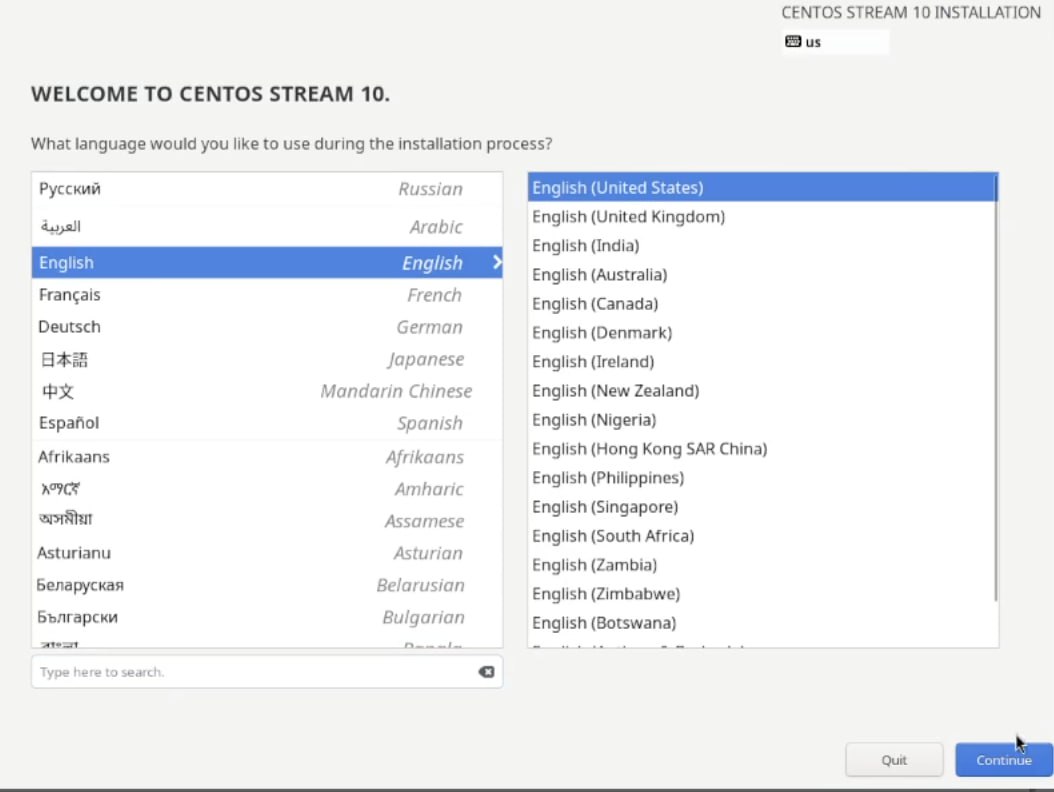 CENTOS STREAM 10 INSTALLATION
us
WELCOME TO CENTOS STREAM 10.
What language would you like to use during the installation process?
Русский Russian
العربية Arabic
English English
Français French
Deutsch German
日本語 Japanese
中文 Mandarin Chinese
Español Spanish
Afrikaans Afrikaans
አማርኛ Amharic
অসমীয়া Assamese
Asturianu Asturian
Беларуская Belarusian
Български Bulgarian
বাংলা Bangla
Type here to search.
English (United States)
English (United Kingdom)
English (India)
English (Australia)
English (Canada)
English (Denmark)
English (Ireland)
English (New Zealand)
English (Nigeria)
English (Hong Kong SAR China)
English (Philippines)
English (Singapore)
English (South Africa)
English (Zambia)
English (Zimbabwe)
English (Botswana)
Quit
Continue